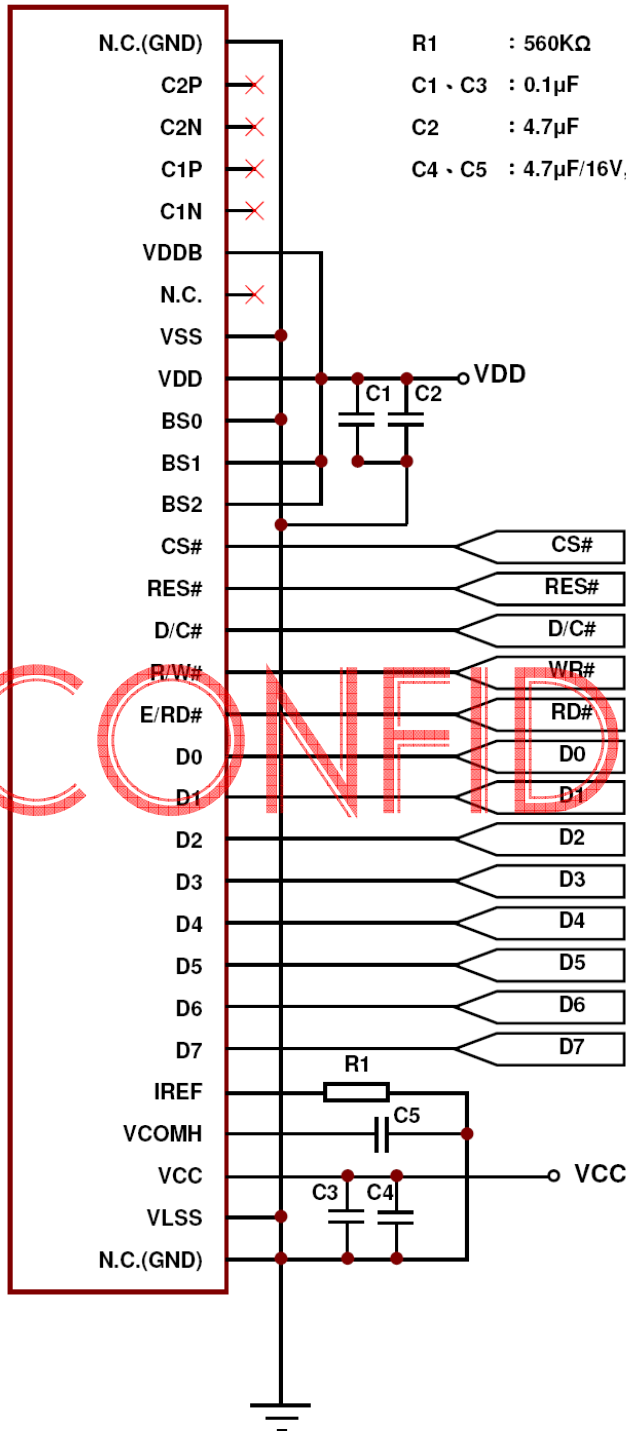 N.C.(GND)
R1 : 560KΩ
C2P
C1、C3 : 0.1μF
C2N
C2 : 4.7μF
C1P
C4、C5 : 4.7μF/16V,
C1N
VDDB
N.C.
VSS
VDD
C1
C2
VDD
BS0
BS1
BS2
CS# CS#
RES# RES#
D/C# D/C#
R/W# WR#
E/RD# RD#
D0 D0
D1 D1
D2 D2
D3 D3
D4 D4
D5 D5
D6 D6
D7 D7
R1
IREF
C5
VCOMH
VCC VCC
C3 C4
VLSS
N.C.(GND)
CONFID